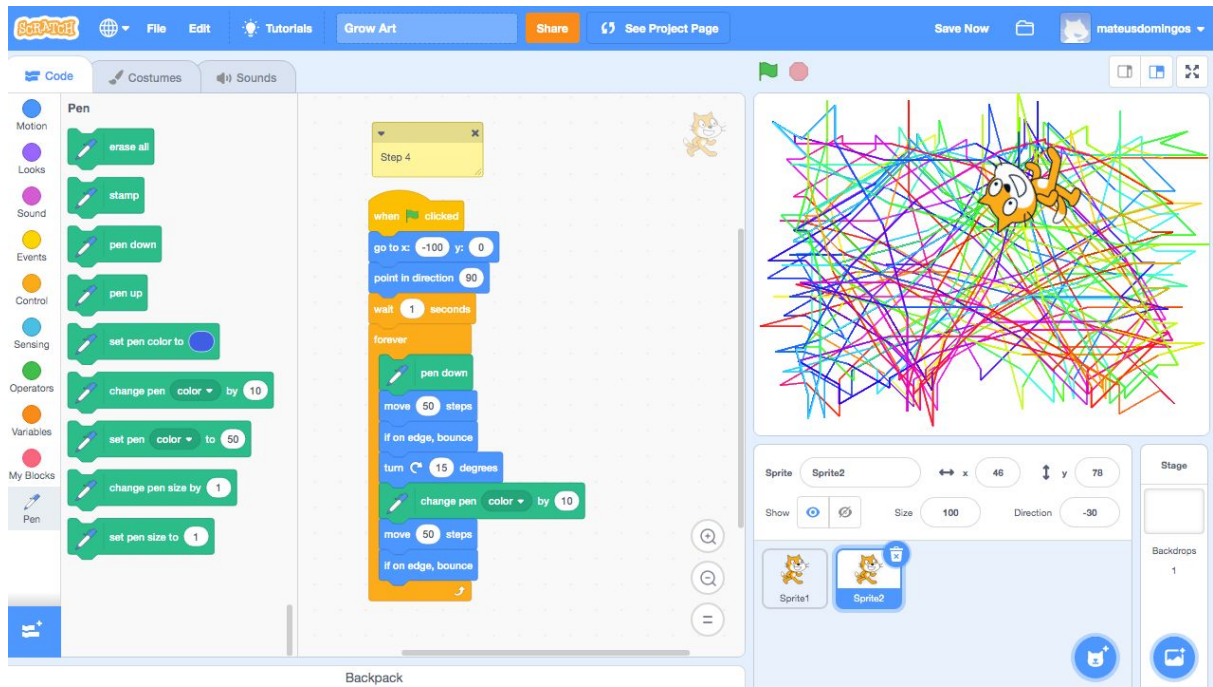 SCRATCH File Edit Tutorials Grow Art Share See Project Page Save Now mateusdomingos
Code Costumes Sounds
Motion
Looks
Sound
Events
Control
Sensing
Operators
Variables
My Blocks
Pen
Pen
erase all
stamp
pen down
pen up
set pen color to
change pen color by 10
set pen color to 50
change pen size by 1
set pen size to 1
Step 4
when clicked
go to x: -100 y: 0
point in direction 90
wait 1 seconds
forever
pen down
move 50 steps
if on edge, bounce
turn 15 degrees
change pen color by 10
move 50 steps
if on edge, bounce
Backpack
Sprite Sprite2 x 46 y 78
Show Size 100 Direction -30
Sprite1 Sprite2
Stage
Backdrops
1